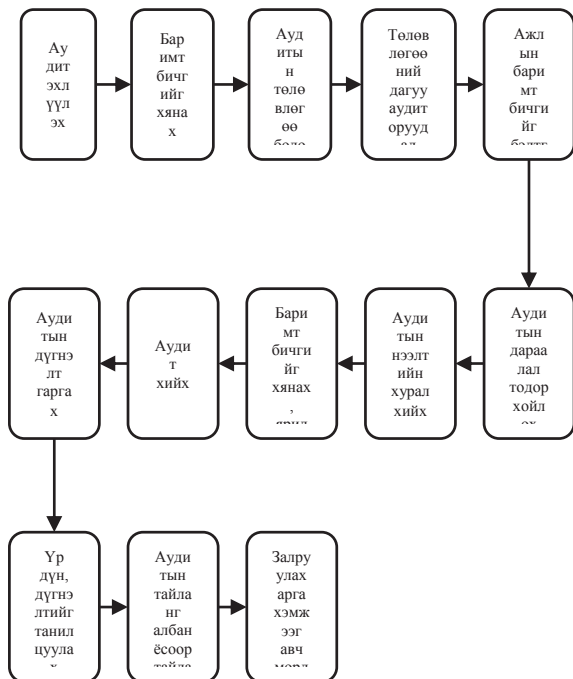 Ау
дит
эхл
үүл
эх
Бар
имт
бичг
ийг
хяна
х
Ауд
иты
н
төлө
влөг
өө
Төлөв
лөгөө
ний
дагуу
аудит
орууд
Ажл
ын
бари
мт
бичги
йг
Ауди
тын
дараа
лал
тодор
хойл
ох
Ауди
тын
нээлт
ийн
хурал
хийх
Бари
мт
бичги
йг
хянах
,
Ауди
т
хийх
Ауди
тын
дүгнэ
лт
гарга
х
Үр
дүн,
дүгнэ
лтийг
танил
цуула
х
Ауди
тын
тайла
нг
албан
ёсоор
тайла
Залру
улах
арга
хэмж
ээг
авч